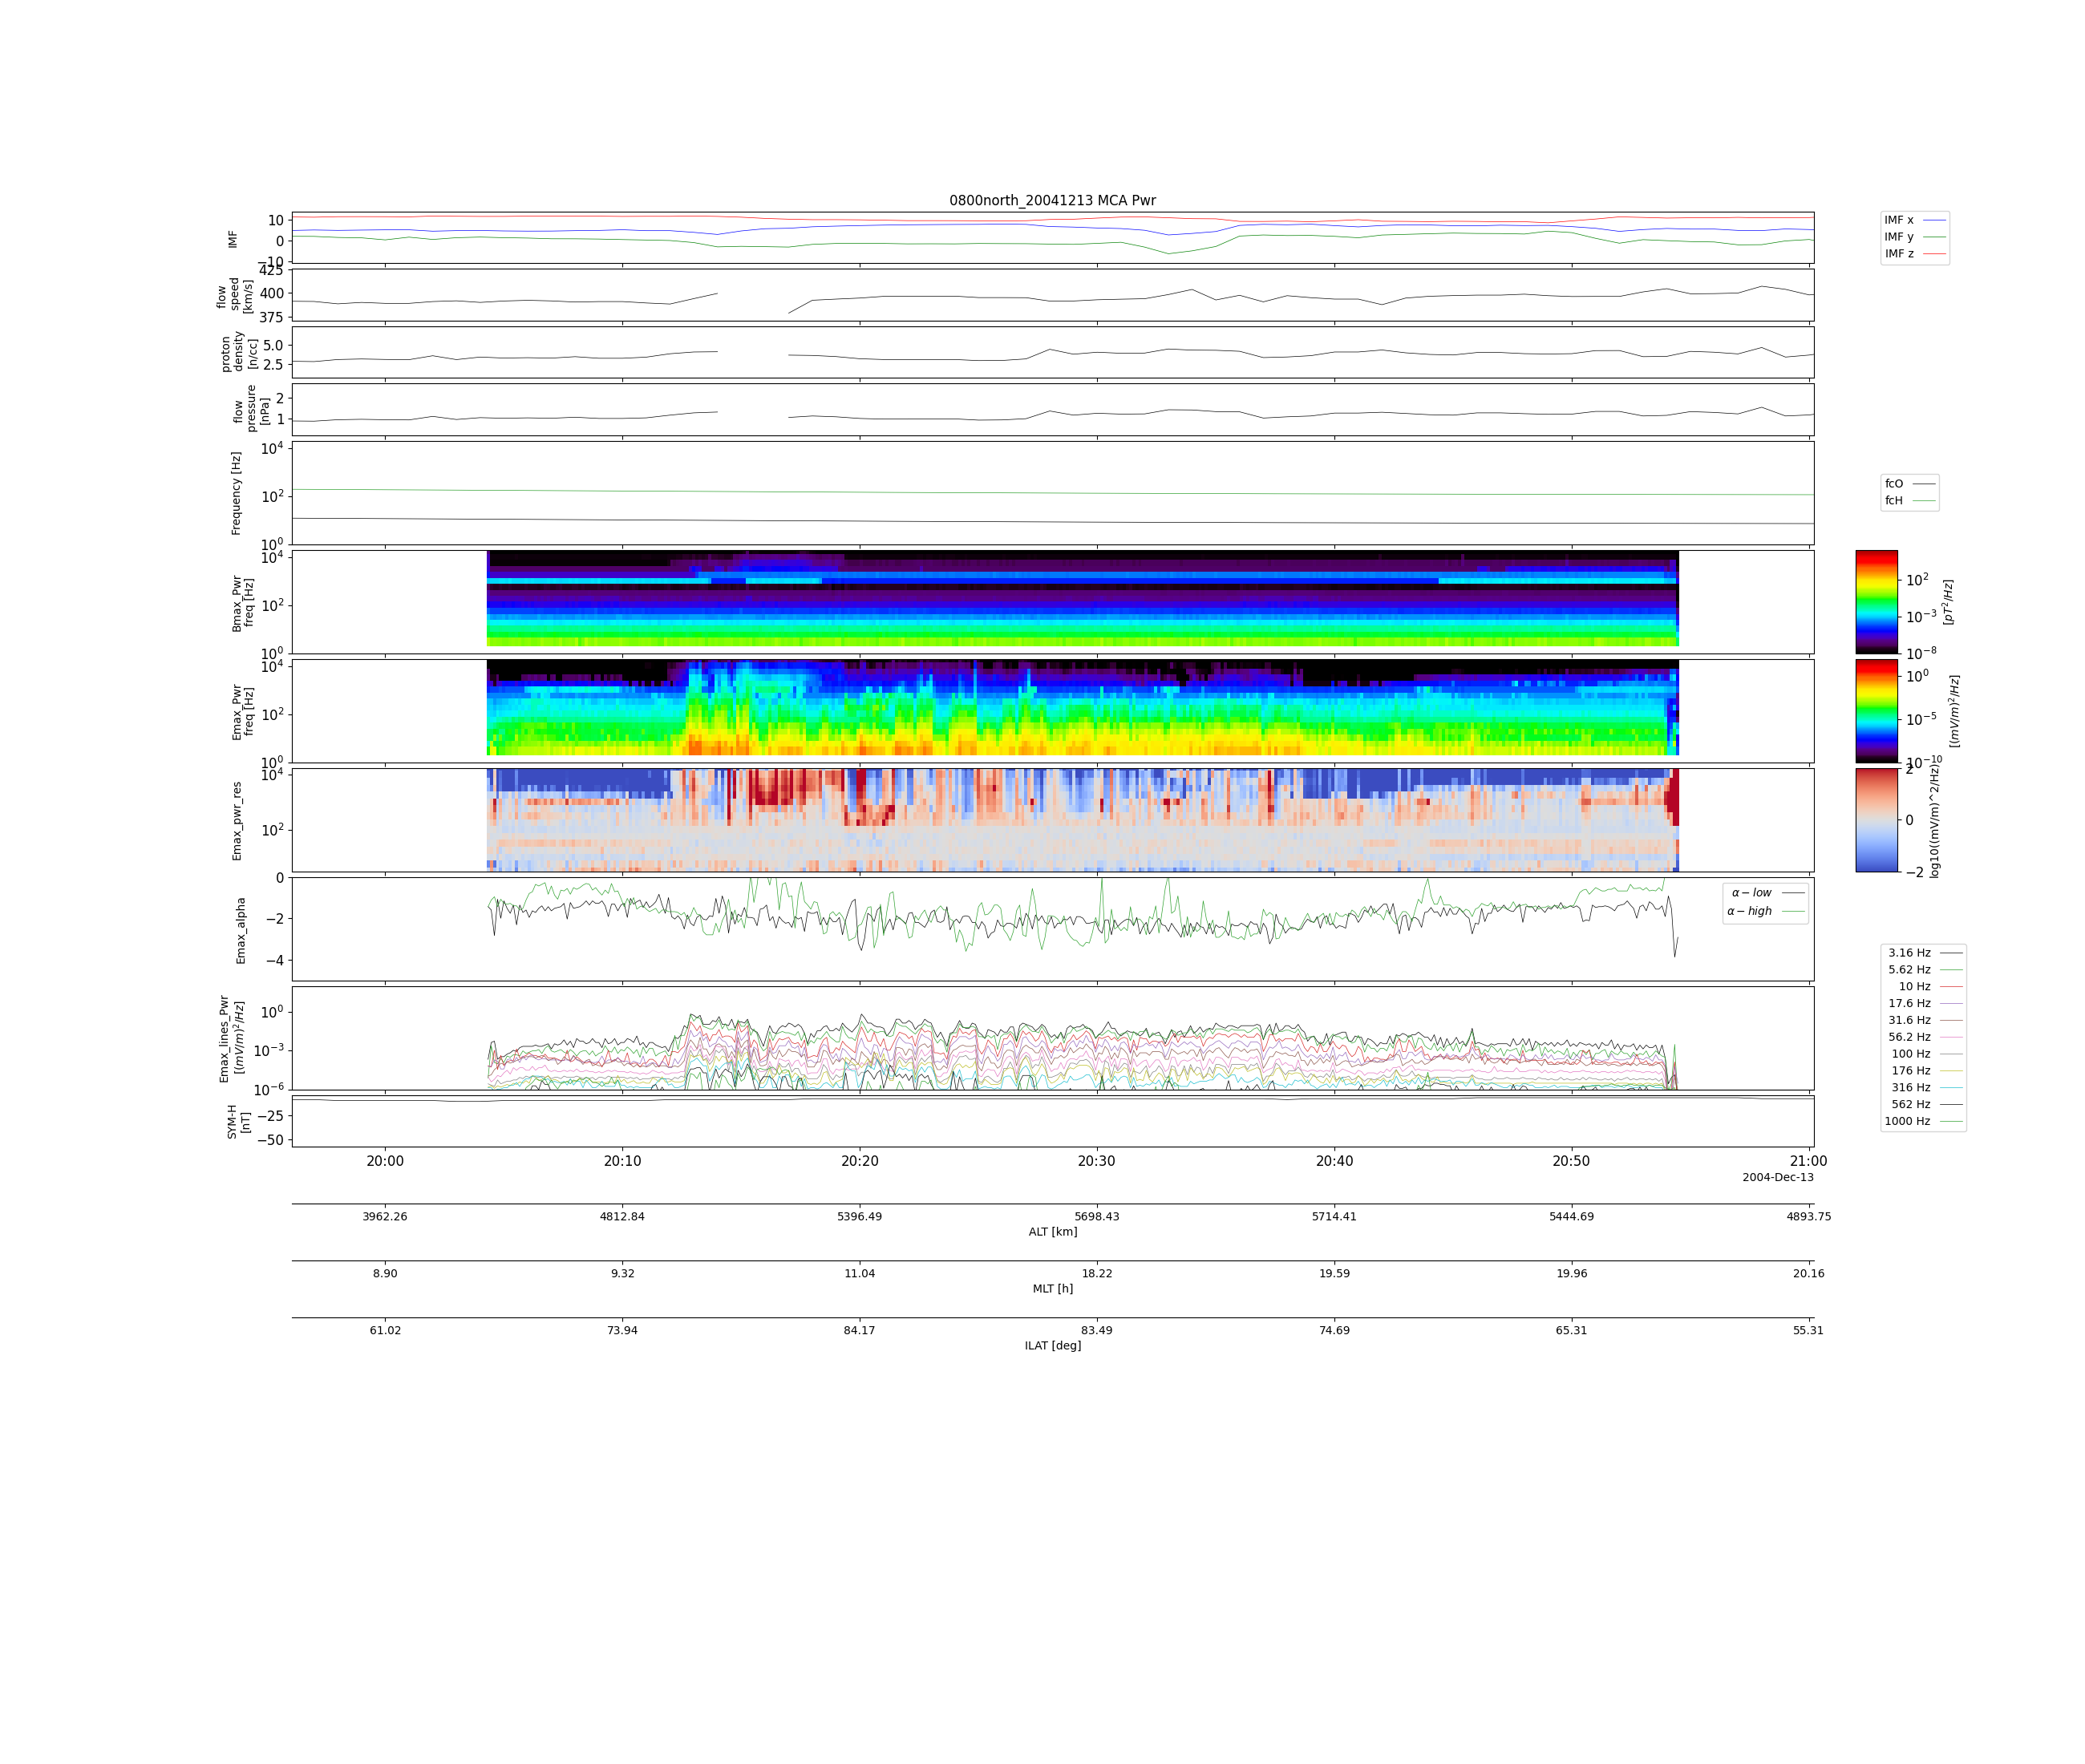 0800north_20041213 MCA Pwr
10
0
−10
IMF
IMF x
IMF y
IMF z
425
400
375
flow
speed
[km/s]
5.0
2.5
proton
density
[n/cc]
2
1
flow
pressure
[nPa]
10^4
10^2
10^0
Frequency [Hz]
fcO
fcH
10^4
10^2
10^0
Bmax_Pwr
freq [Hz]
10^2
10^−3
10^−8
[pT^2/Hz]
10^4
10^2
10^0
Emax_Pwr
freq [Hz]
10^0
10^−5
10^−10
[(mV/m)^2/Hz]
10^4
10^2
Emax_pwr_res
2
0
−2
log10((mV/m)^2/Hz)
0
−2
−4
Emax_alpha
α − low
α − high
10^0
10^−3
10^−6
Emax_lines_Pwr
[(mV/m)^2/Hz]
3.16 Hz
5.62 Hz
10 Hz
17.6 Hz
31.6 Hz
56.2 Hz
100 Hz
176 Hz
316 Hz
562 Hz
1000 Hz
−25
−50
SYM-H
[nT]
20:00 20:10 20:20 20:30 20:40 20:50 21:00
2004-Dec-13
3962.26 4812.84 5396.49 5698.43 5714.41 5444.69 4893.75
ALT [km]
8.90 9.32 11.04 18.22 19.59 19.96 20.16
MLT [h]
61.02 73.94 84.17 83.49 74.69 65.31 55.31
ILAT [deg]